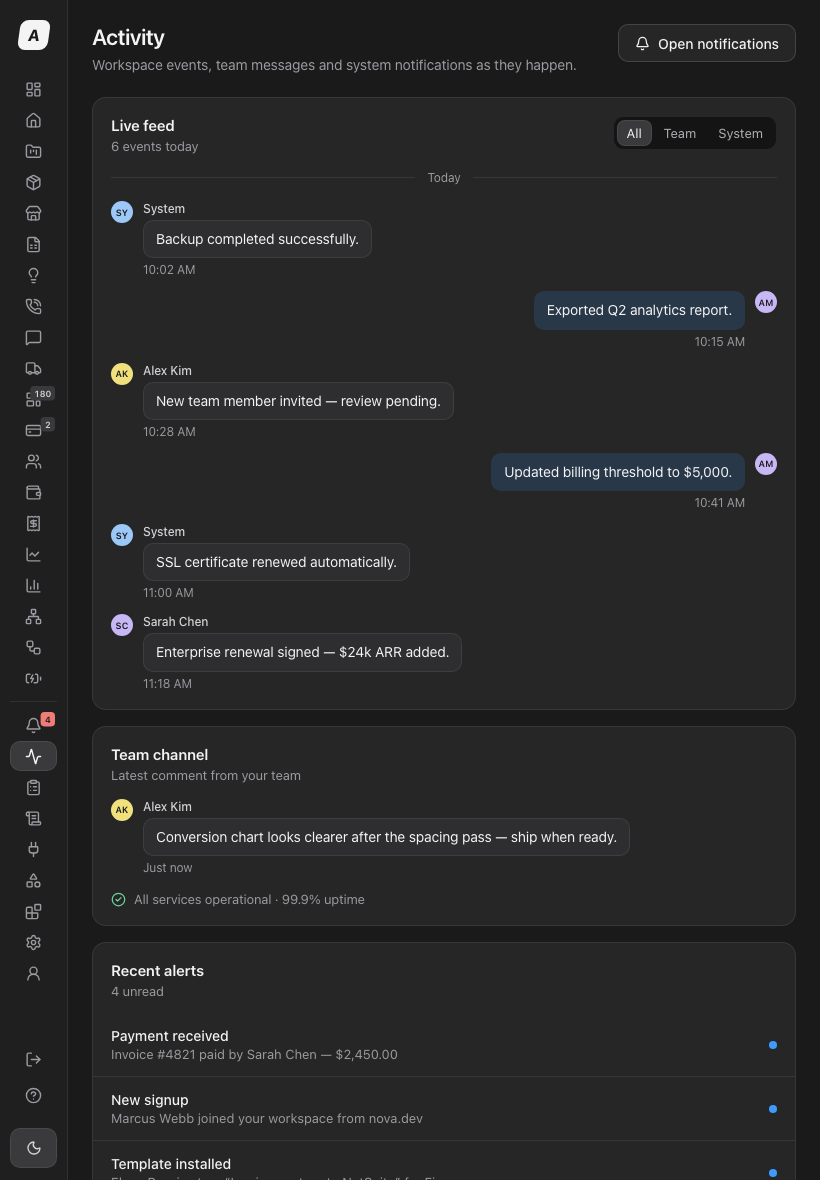 A
Activity
Open notifications
Workspace events, team messages and system notifications as they happen.
Live feed
6 events today
All
Team
System
Today
SY
System
Backup completed successfully.
10:02 AM
Exported Q2 analytics report.
AM
10:15 AM
AK
Alex Kim
New team member invited — review pending.
10:28 AM
Updated billing threshold to $5,000.
AM
10:41 AM
SY
System
SSL certificate renewed automatically.
11:00 AM
SC
Sarah Chen
Enterprise renewal signed — $24k ARR added.
11:18 AM
180
2
4
Team channel
Latest comment from your team
AK
Alex Kim
Conversion chart looks clearer after the spacing pass — ship when ready.
Just now
All services operational · 99.9% uptime
Recent alerts
4 unread
Payment received
Invoice #4821 paid by Sarah Chen — $2,450.00
New signup
Marcus Webb joined your workspace from nova.dev
Template installed